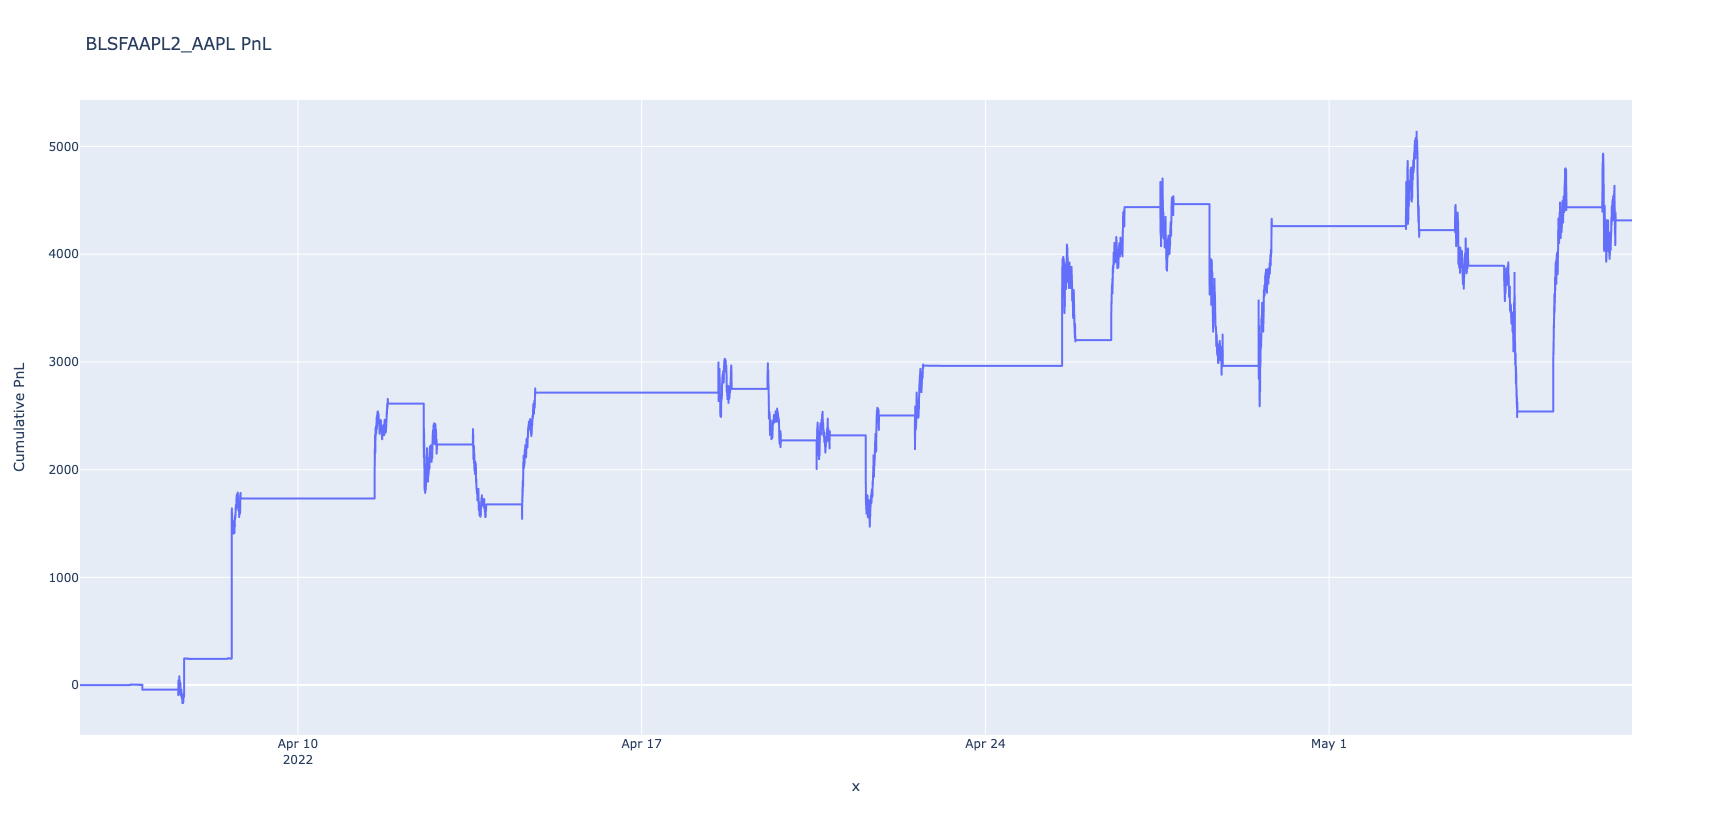 BLSFAAPL2_AAPL PnL
Cumulative PnL
5000
4000
3000
2000
1000
0
Apr 10
2022
Apr 17
Apr 24
May 1
x